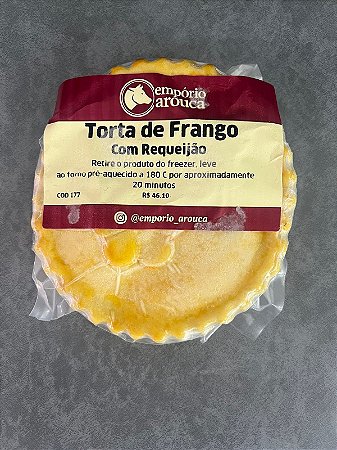 empório
arouca
Torta de Frango
Com Requeijão
Retire o produto do freezer, leve
ao forno pré-aquecido a 180 C por aproximadamente
20 minutos
COD 177
R$ 46.10
@emporio_arouca